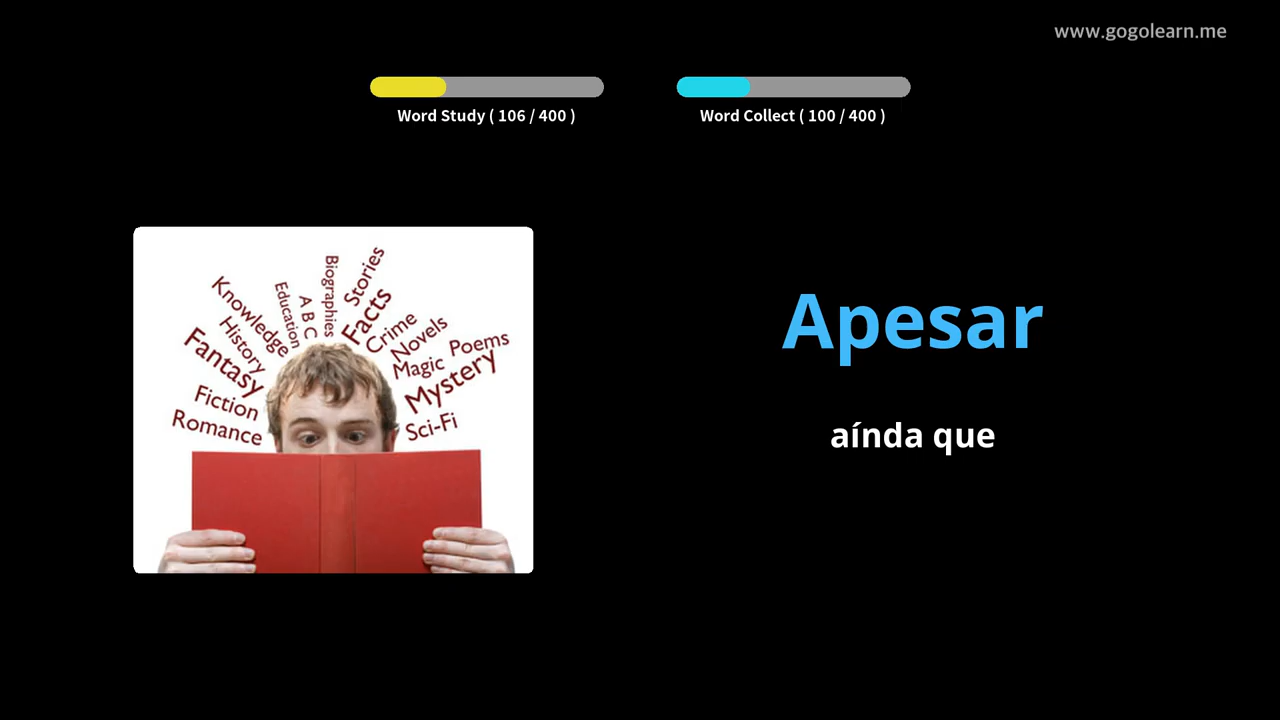 www.gogolearn.me
Word Study ( 106 / 400 )
Word Collect ( 100 / 400 )
Biographies
Stories
Education
A B C
Facts
Knowledge
Crime
History
Novels
Poems
Fantasy
Magic
Mystery
Fiction
Romance
Sci-Fi
Apesar
aínda que